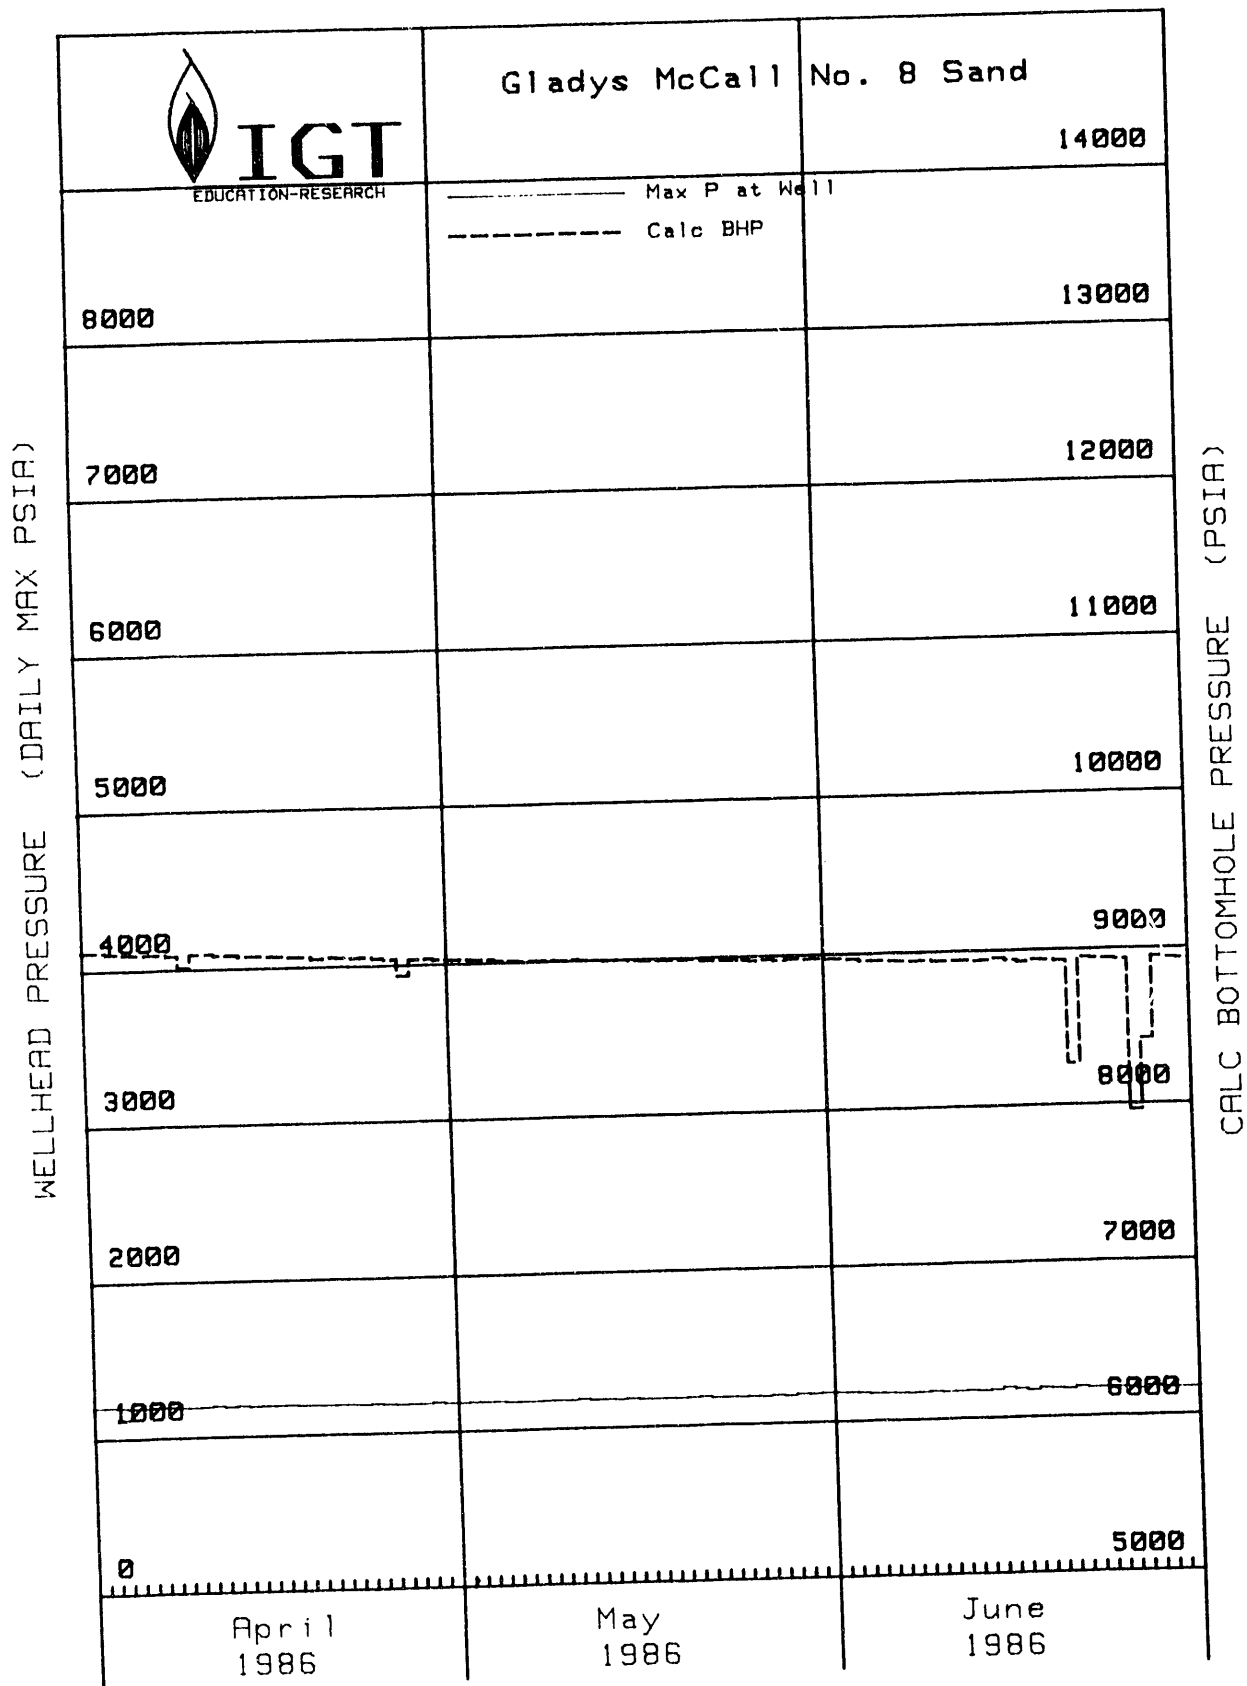 Gladys McCall No. 8 Sand
IGT
EDUCATION-RESEARCH
Max P at Well
Calc BHP
14000
13000
12000
11000
10000
9000
8000
7000
6000
5000
8000
7000
6000
5000
4000
3000
2000
1000
0
WELLHEAD PRESSURE (DAILY MAX PSIA)
CALC BOTTOMHOLE PRESSURE (PSIA)
April
1986
May
1986
June
1986